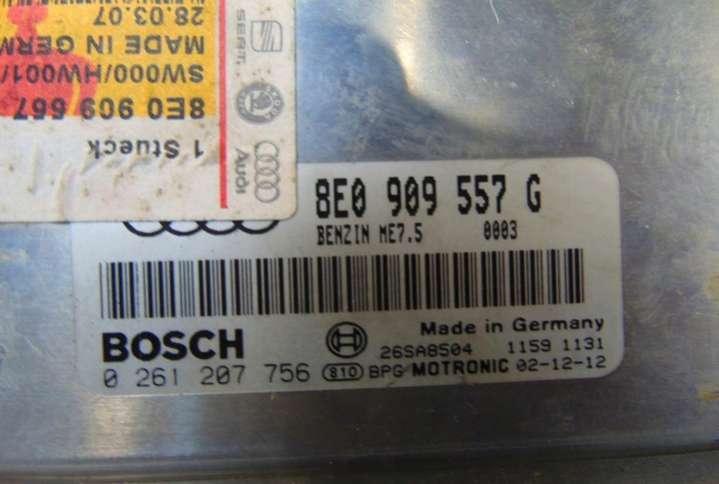 28.03.07
MADE IN GERM
SW000/HW001/
8E0 909 557
1 Stueck
SEAT
Audi
8E0 909 557 G
BENZIN ME7.5 0003
BOSCH
Made in Germany
26SA8504 1159 1131
0 261 207 756 810 BPG MOTRONIC 02-12-12